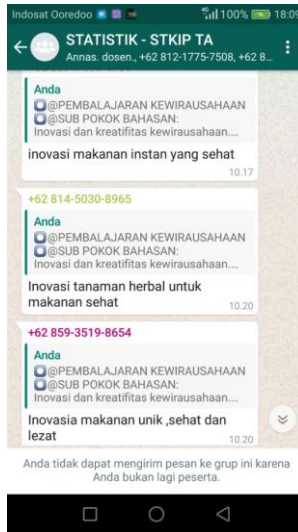 Indosat Ooredoo 100% 18:09
STATISTIK - STKIP TA
Annas. dosen., +62 812-1775-7508, +62 8...
Anda
@PEMBALAJARAN KEWIRAUSAHAAN
@SUB POKOK BAHASAN:
Inovasi dan kreatifitas kewirausahaan....
inovasi makanan instan yang sehat
10.17
+62 814-5030-8965
Anda
@PEMBALAJARAN KEWIRAUSAHAAN
@SUB POKOK BAHASAN:
Inovasi dan kreatifitas kewirausahaan....
Inovasi tanaman herbal untuk
makanan sehat 10.20
+62 859-3519-8654
Anda
@PEMBALAJARAN KEWIRAUSAHAAN
@SUB POKOK BAHASAN:
Inovasi dan kreatifitas kewirausahaan....
Inovasia makanan unik ,sehat dan
lezat 10.20
Anda tidak dapat mengirim pesan ke grup ini karena
Anda bukan lagi peserta.